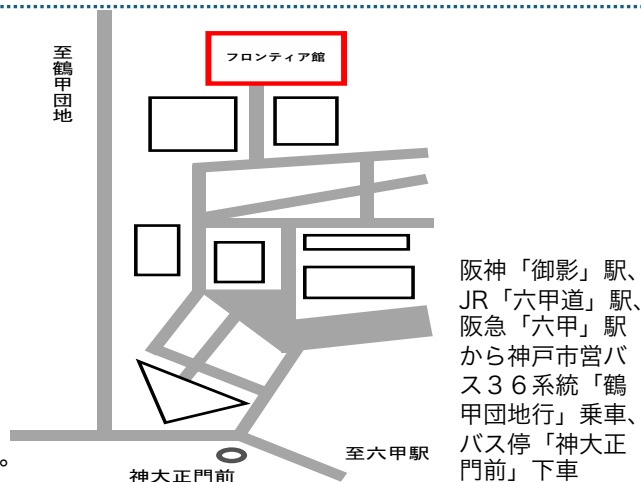 フロンティア館
至鶴甲団地
阪神「御影」駅、
JR「六甲道」駅、
阪急「六甲」駅
から神戸市営バ
ス３６系統「鶴
甲団地行」乗車、
バス停「神大正
門前」下車
至六甲駅
。
神大正門前